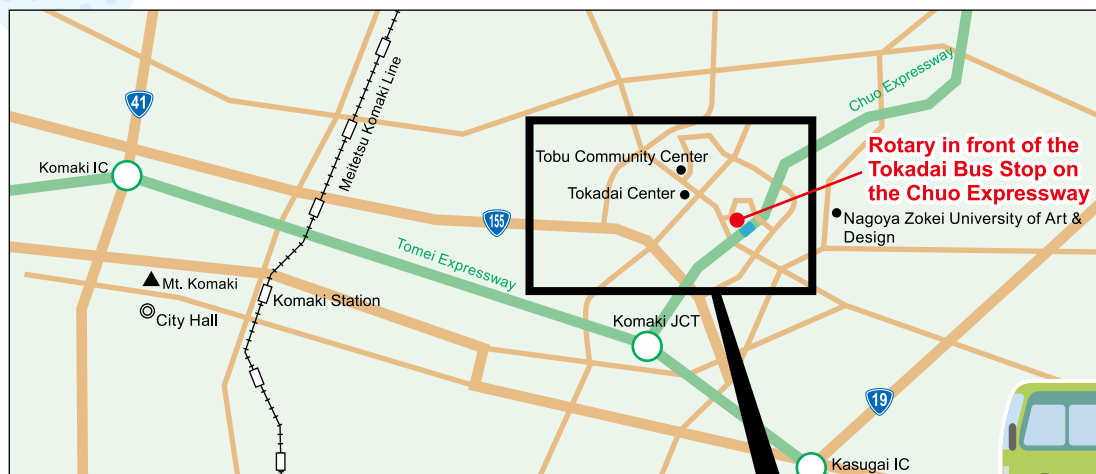 41
Meitetsu Komaki Line
Chuo Expressway
Komaki IC
Tobu Community Center
Tokadai Center
Rotary in front of the
Tokadai Bus Stop on
the Chuo Expressway
155
Nagoya Zokei University of Art &
Design
Tomei Expressway
Mt. Komaki
Komaki Station
City Hall
Komaki JCT
19
Kasugai IC